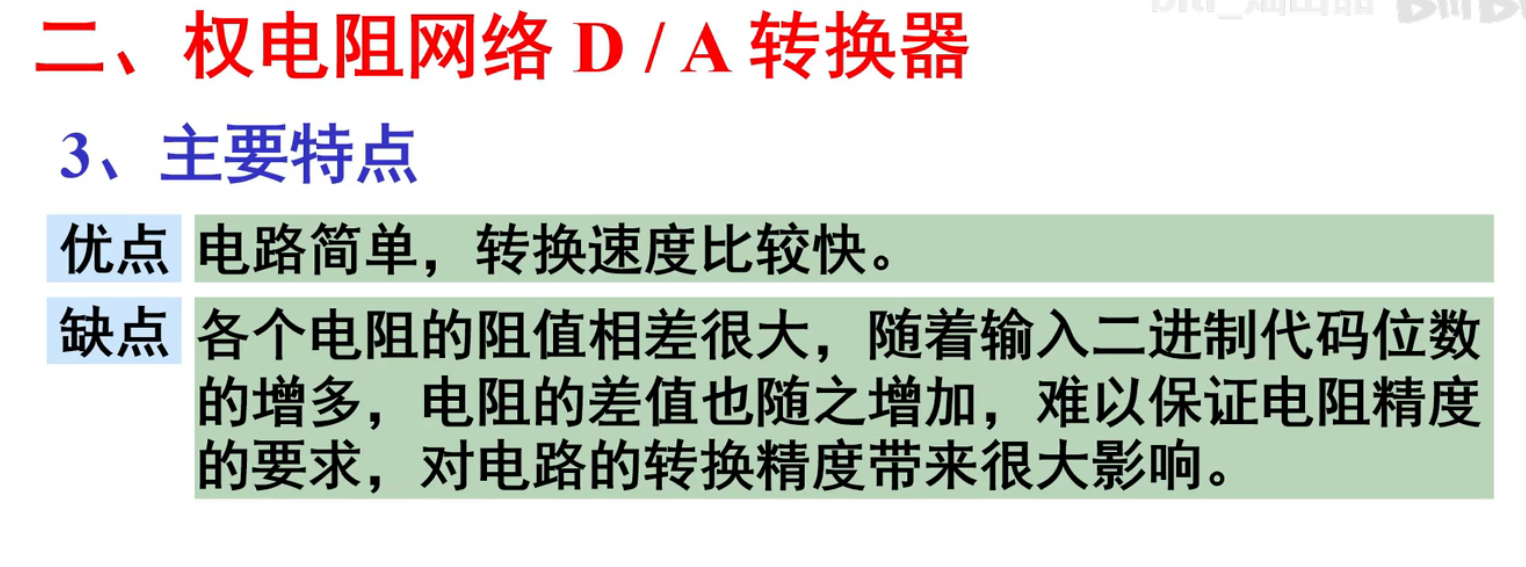 二、权电阻网络 D / A 转换器
3、主要特点
优点 电路简单，转换速度比较快。
缺点 各个电阻的阻值相差很大，随着输入二进制代码位数
的增多，电阻的差值也随之增加，难以保证电阻精度
的要求，对电路的转换精度带来很大影响。